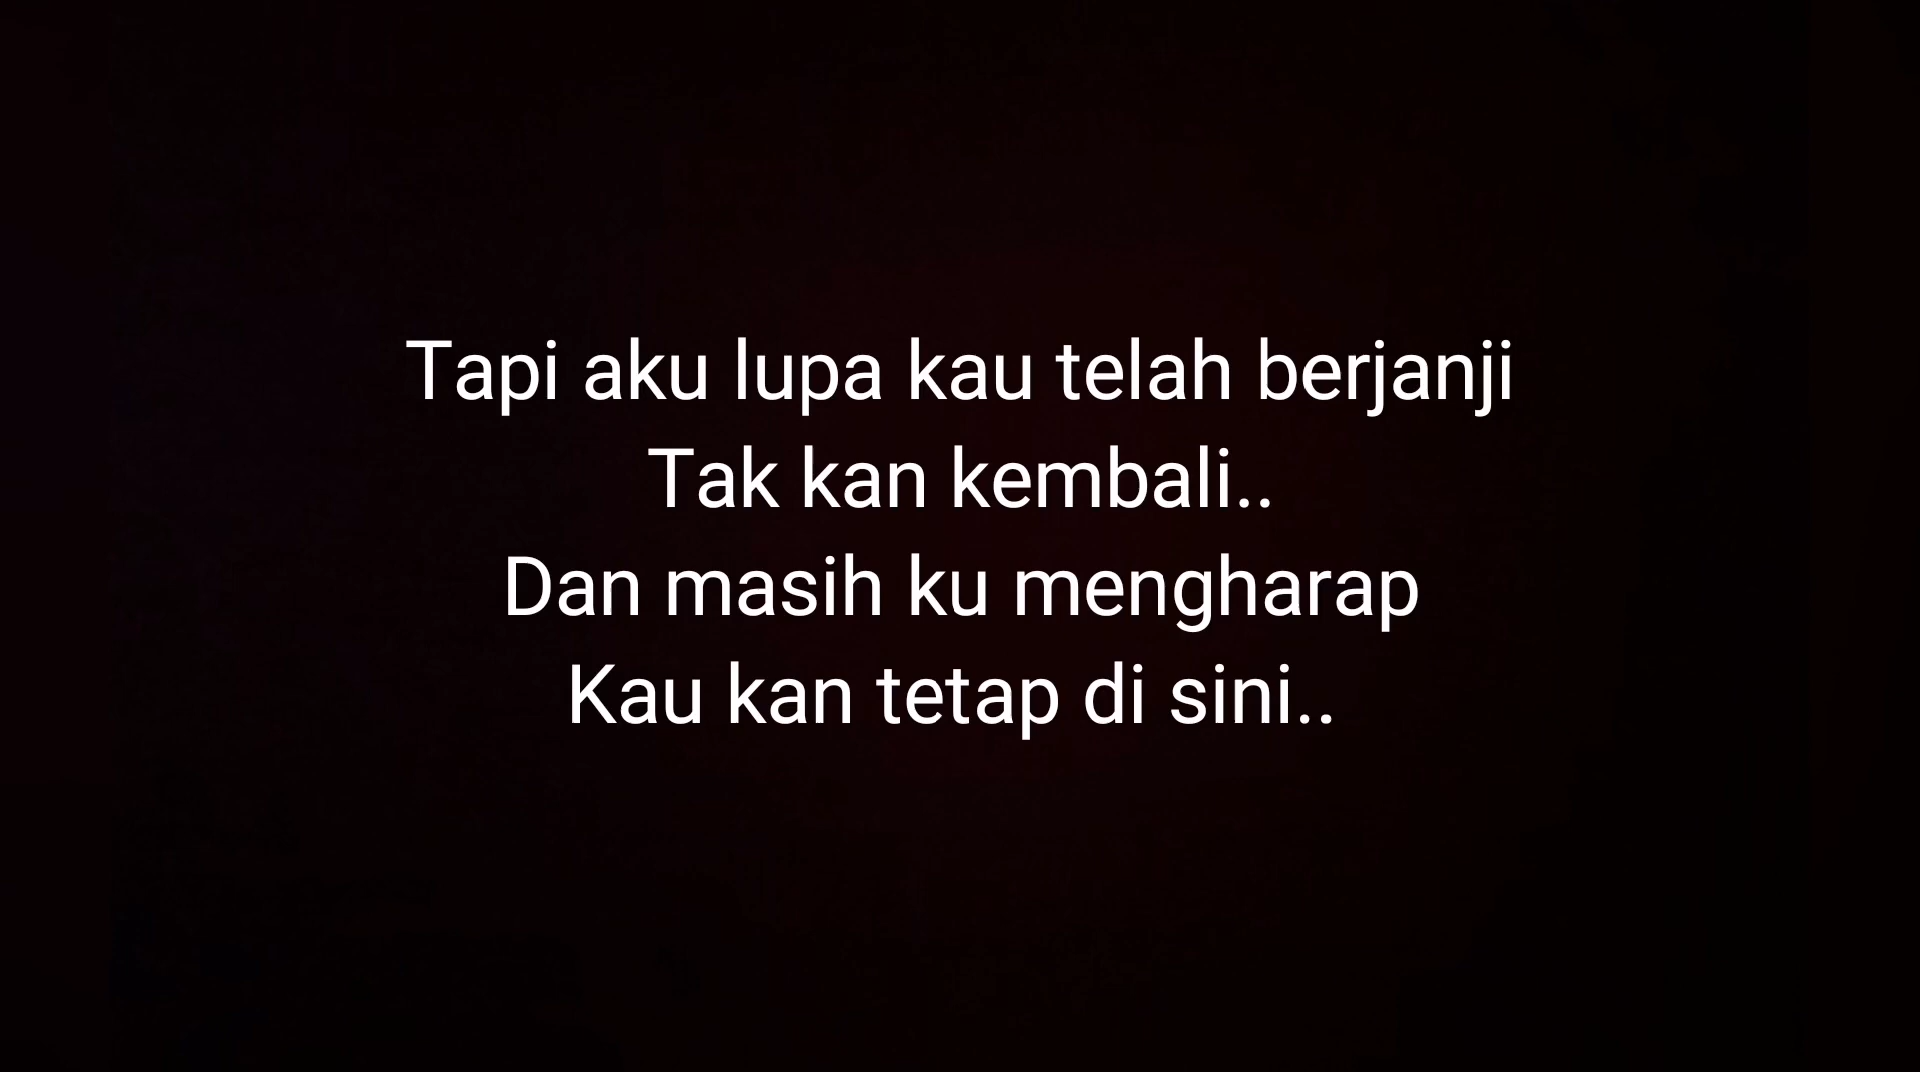 Tapi aku lupa kau telah berjanji
Tak kan kembali..
Dan masih ku mengharap
Kau kan tetap di sini..